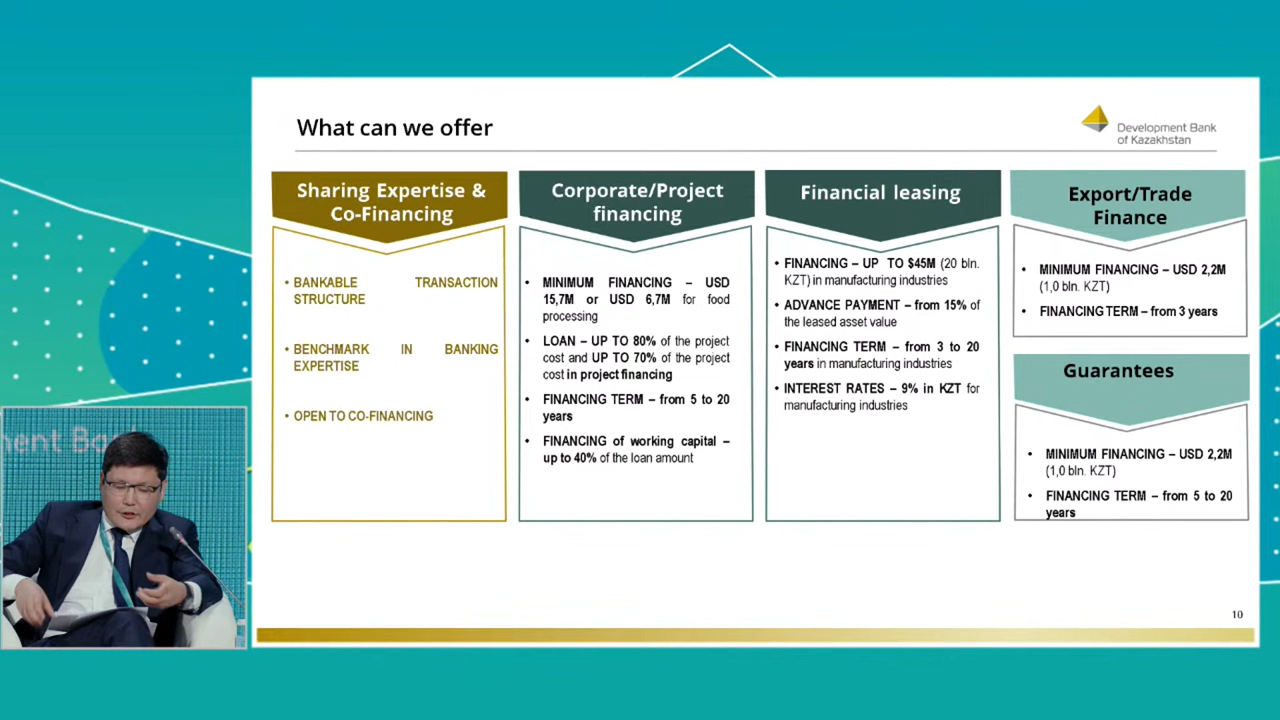 What can we offer
Development Bank
of Kazakhstan
Sharing Expertise &
Co-Financing
• BANKABLE TRANSACTION
STRUCTURE
• BENCHMARK IN BANKING
EXPERTISE
• OPEN TO CO-FINANCING
Corporate/Project
financing
• MINIMUM FINANCING – USD
15,7M or USD 6,7M for food
processing
• LOAN – UP TO 80% of the project
cost and UP TO 70% of the project
cost in project financing
• FINANCING TERM – from 5 to 20
years
• FINANCING of working capital –
up to 40% of the loan amount
Financial leasing
• FINANCING – UP TO $45M (20 bln.
KZT) in manufacturing industries
• ADVANCE PAYMENT – from 15% of
the leased asset value
• FINANCING TERM – from 3 to 20
years in manufacturing industries
• INTEREST RATES – 9% in KZT for
manufacturing industries
Export/Trade
Finance
• MINIMUM FINANCING – USD 2,2M
(1,0 bln. KZT)
• FINANCING TERM – from 3 years
Guarantees
• MINIMUM FINANCING – USD 2,2M
(1,0 bln. KZT)
• FINANCING TERM – from 5 to 20
years
10